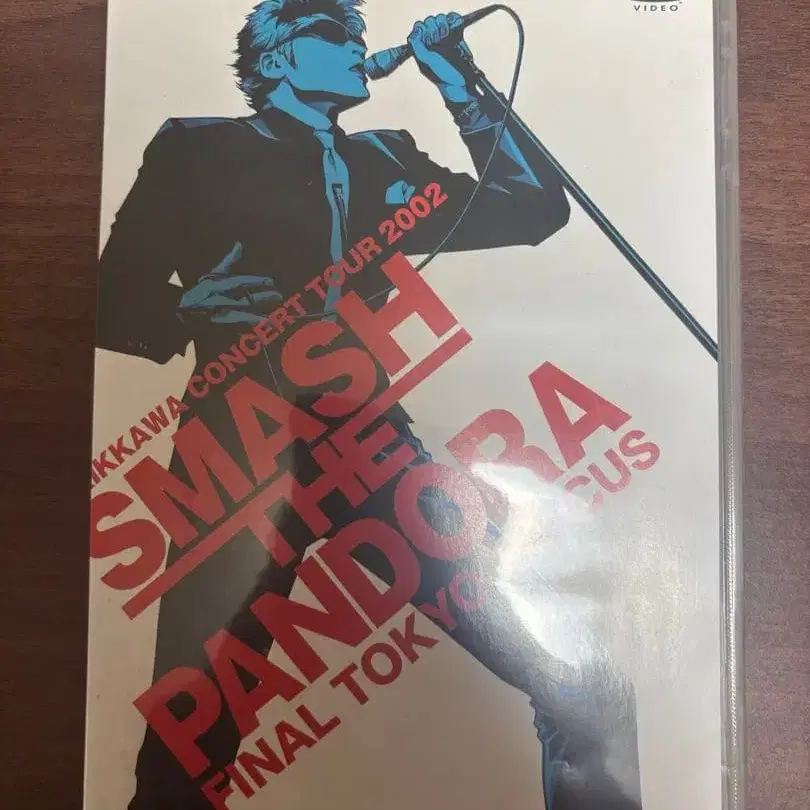 VIDEO
IKKAWA CONCERT TOUR 2002
SMASH
THE
PANDORA
FINAL TOKYO CUS